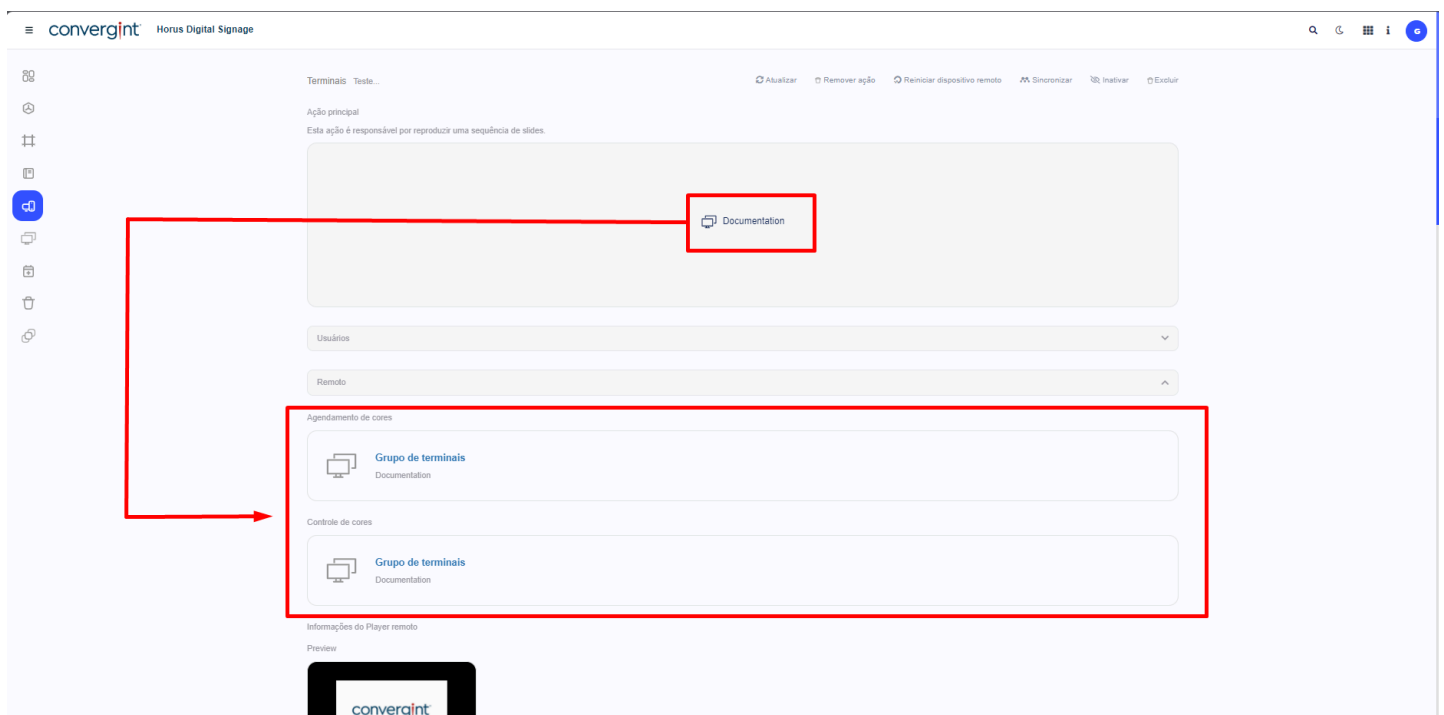 convergint Horus Digital Signage
G
Terminais Teste... Atualizar Remover ação Reiniciar dispositivo remoto Sincronizar Inativar Excluir
Ação principal
Esta ação é responsável por reproduzir uma sequência de slides.
Documentation
Usuários
Remoto
Agendamento de cores
Grupo de terminais
Documentation
Controle de cores
Grupo de terminais
Documentation
Informações do Player remoto
Preview
convergint